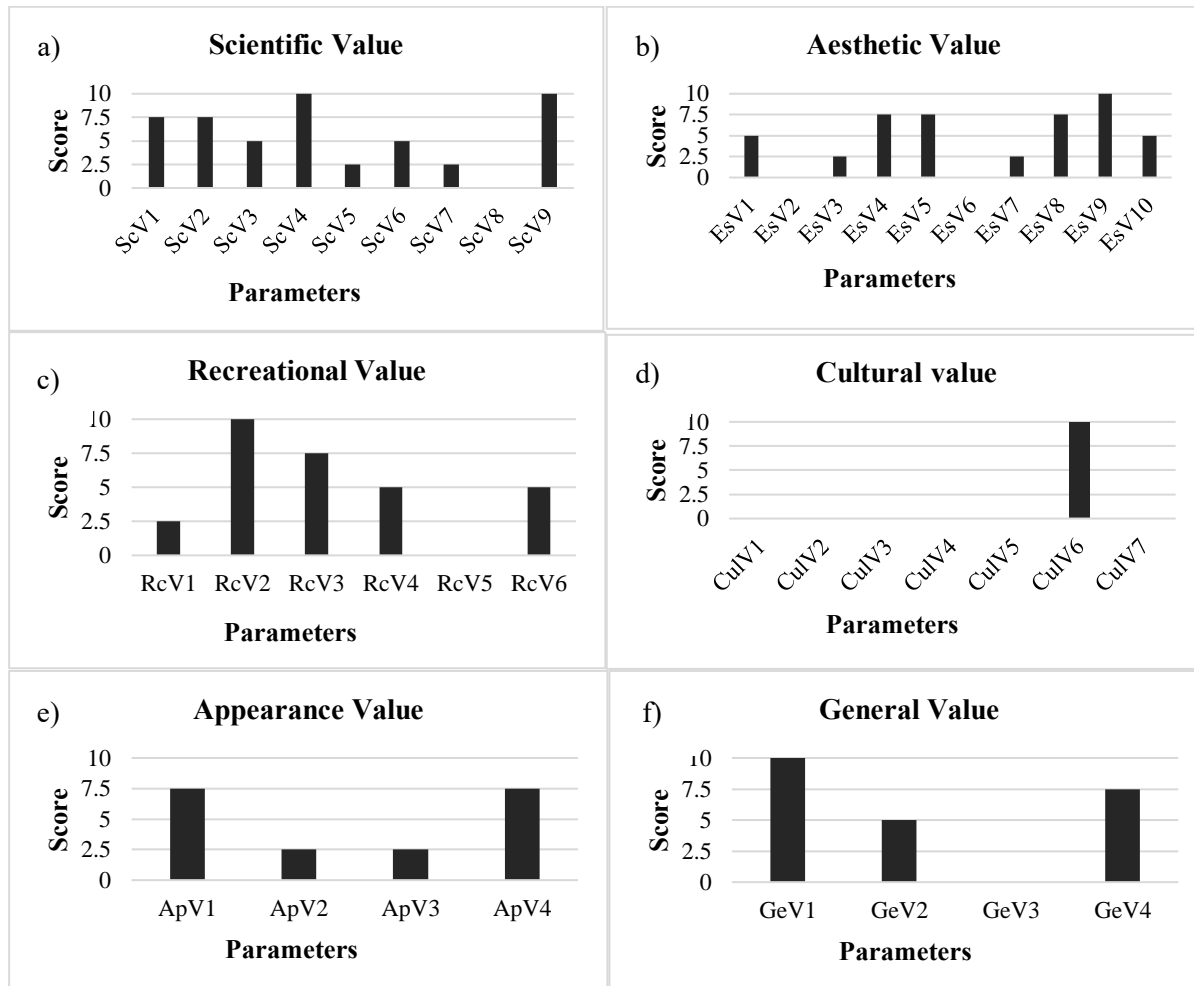 a)
Scientific Value
Score
10
7.5
5
2.5
0
ScV1 ScV2 ScV3 ScV4 ScV5 ScV6 ScV7 ScV8 ScV9
Parameters
b)
Aesthetic Value
Score
10
7.5
5
2.5
0
EsV1 EsV2 EsV3 EsV4 EsV5 EsV6 EsV7 EsV8 EsV9 EsV10
Parameters
c)
Recreational Value
Score
10
7.5
5
2.5
0
RcV1 RcV2 RcV3 RcV4 RcV5 RcV6
Parameters
d)
Cultural value
Score
10
7.5
5
2.5
0
CulV1 CulV2 CulV3 CulV4 CulV5 CulV6 CulV7
Parameters
e)
Appearance Value
Score
10
7.5
5
2.5
0
ApV1 ApV2 ApV3 ApV4
Parameters
f)
General Value
Score
10
7.5
5
2.5
0
GeV1 GeV2 GeV3 GeV4
Parameters